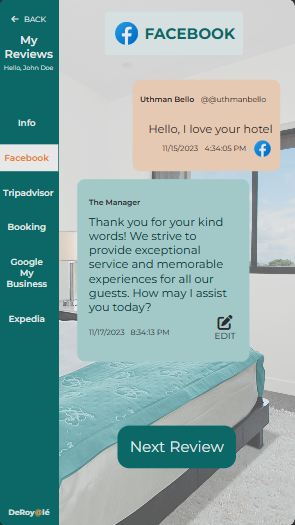 BACK
My
Reviews
Hello, John Doe
Info
Facebook
Tripadvisor
Booking
Google
My
Business
Expedia
DeRoy@lé
FACEBOOK
Uthman Bello @@uthmanbello
Hello, I love your hotel
11/15/2023 4:34:05 PM
The Manager
Thank you for your kind
words! We strive to
provide exceptional
service and memorable
experiences for all our
guests. How may I assist
you today?
11/17/2023 8:34:13 PM
EDIT
Next Review